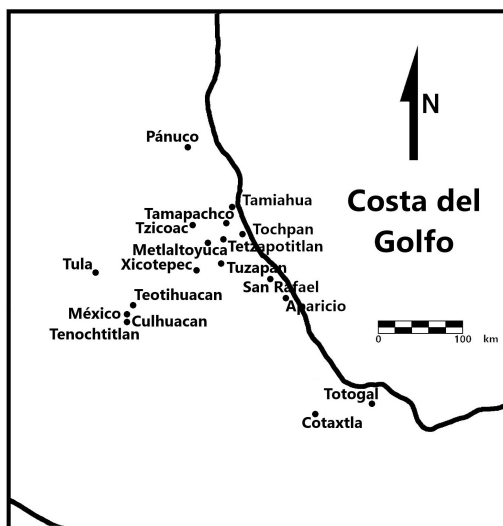 N
Pánuco
Costa del
Golfo
Tamiahua
Tamapachco
Tzicoac
Tochpan
Metlaltoyuca
Tetzapotitlan
Tula
Xicotepec
Tuzapan
San Rafael
Teotihuacan
Aparicio
México
Culhuacan
Tenochtitlan
0
100
km
Totogal
Cotaxtla